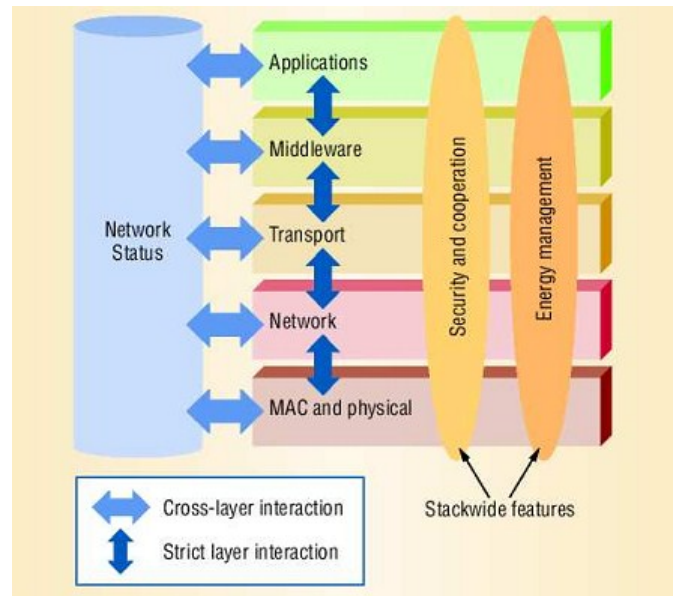 Applications
Middleware
Network
Status
Transport
Network
MAC and physical
Security and cooperation
Energy management
Stackwide features
Cross-layer interaction
Strict layer interaction